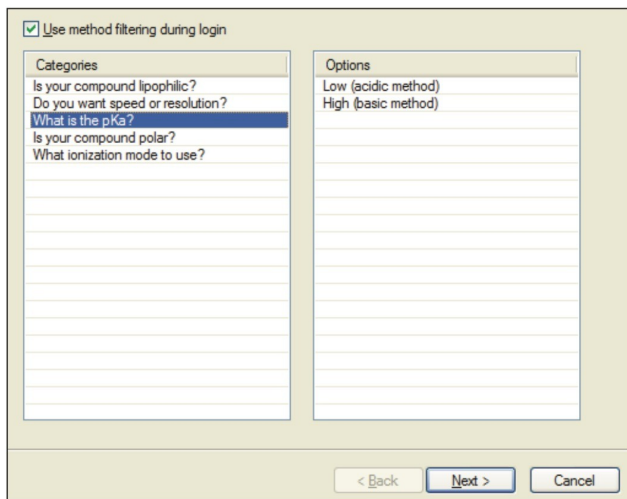 Use method filtering during login
Categories
Is your compound lipophilic?
Do you want speed or resolution?
What is the pKa?
Is your compound polar?
What ionization mode to use?
Options
Low (acidic method)
High (basic method)
< Back
Next >
Cancel